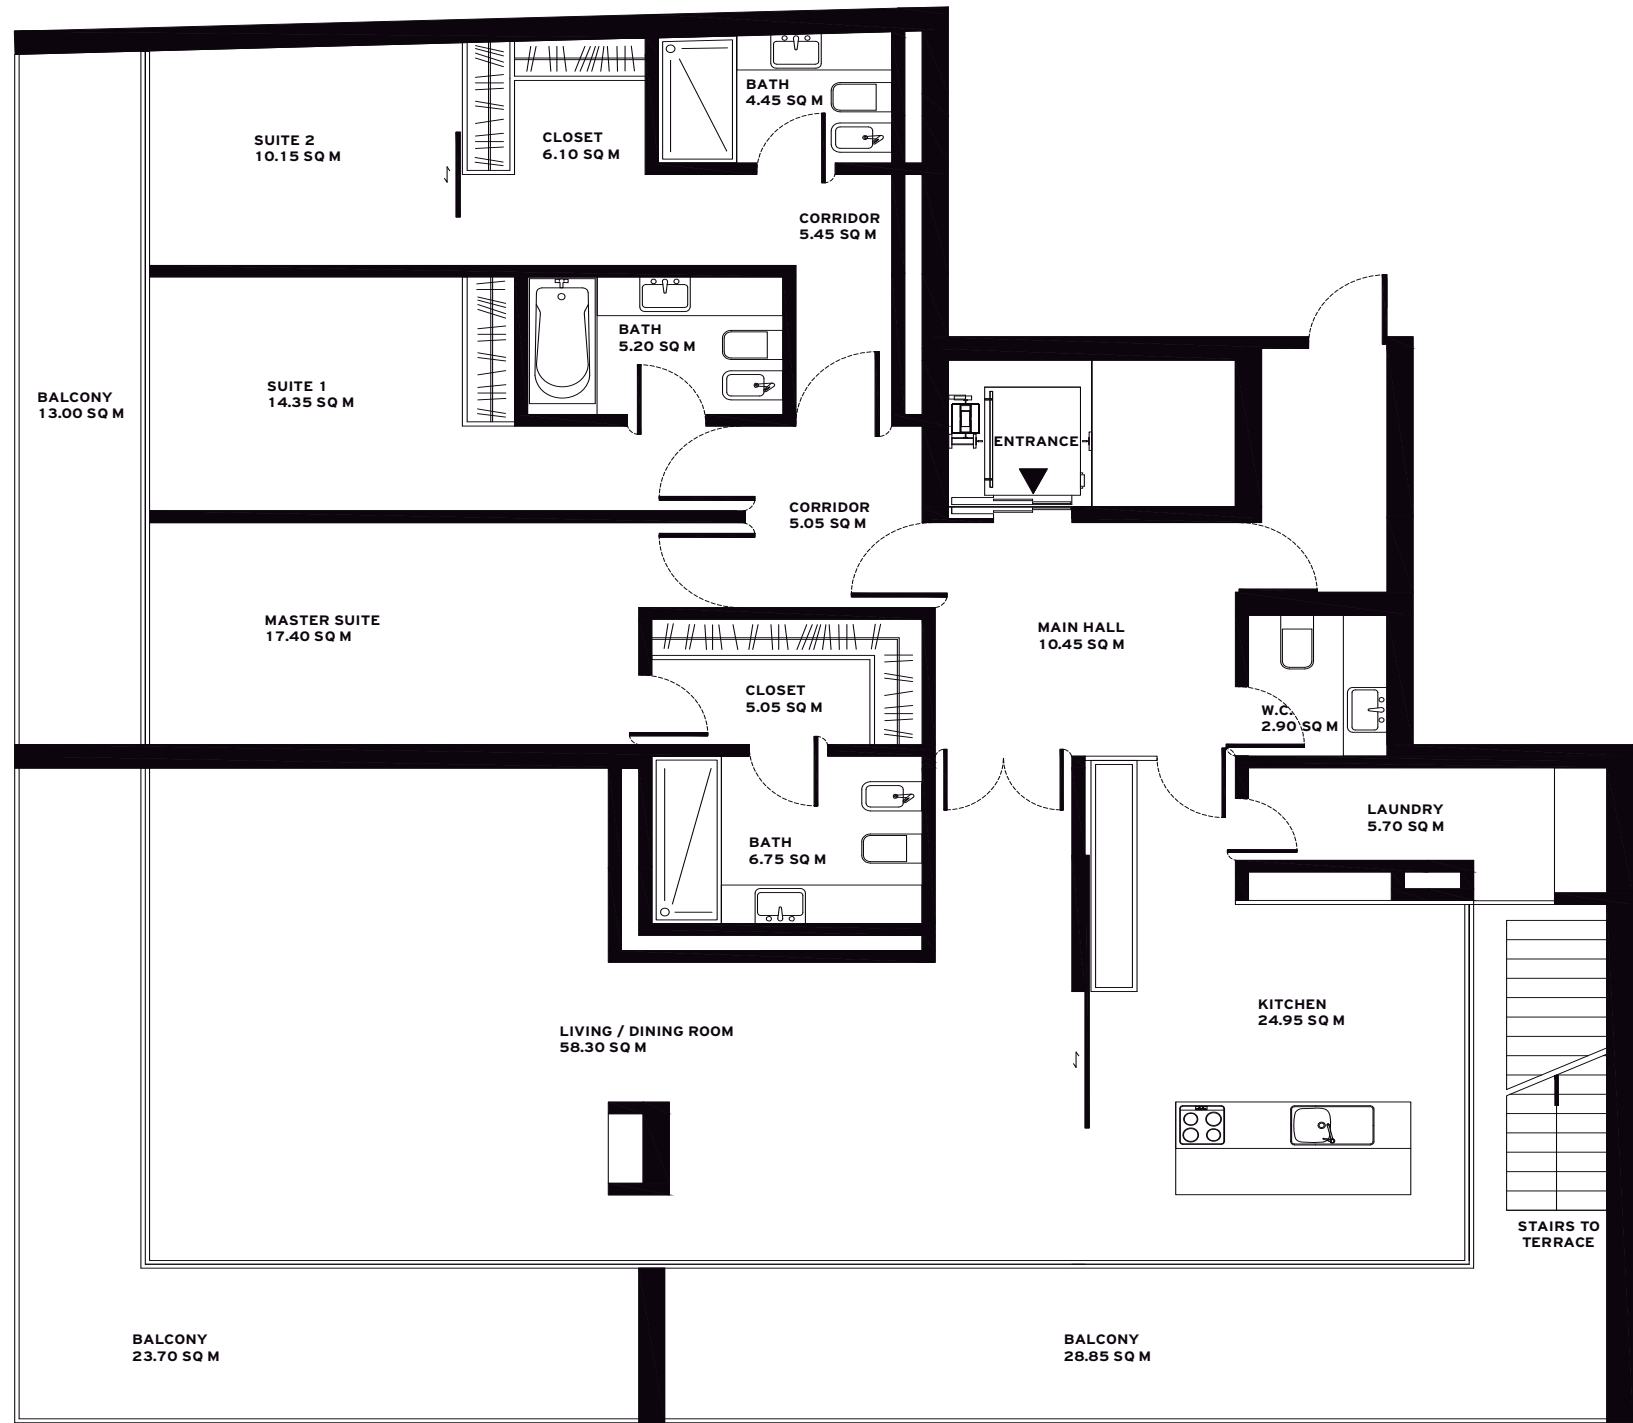 BATH
4.45 SQ M
SUITE 2
10.15 SQ M
CLOSET
6.10 SQ M
CORRIDOR
5.45 SQ M
BATH
5.20 SQ M
SUITE 1
14.35 SQ M
BALCONY
13.00 SQ M
ENTRANCE
CORRIDOR
5.05 SQ M
MASTER SUITE
17.40 SQ M
MAIN HALL
10.45 SQ M
CLOSET
5.05 SQ M
W.C.
2.90 SQ M
LAUNDRY
5.70 SQ M
BATH
6.75 SQ M
KITCHEN
24.95 SQ M
LIVING / DINING ROOM
58.30 SQ M
STAIRS TO
TERRACE
BALCONY
23.70 SQ M
BALCONY
28.85 SQ M